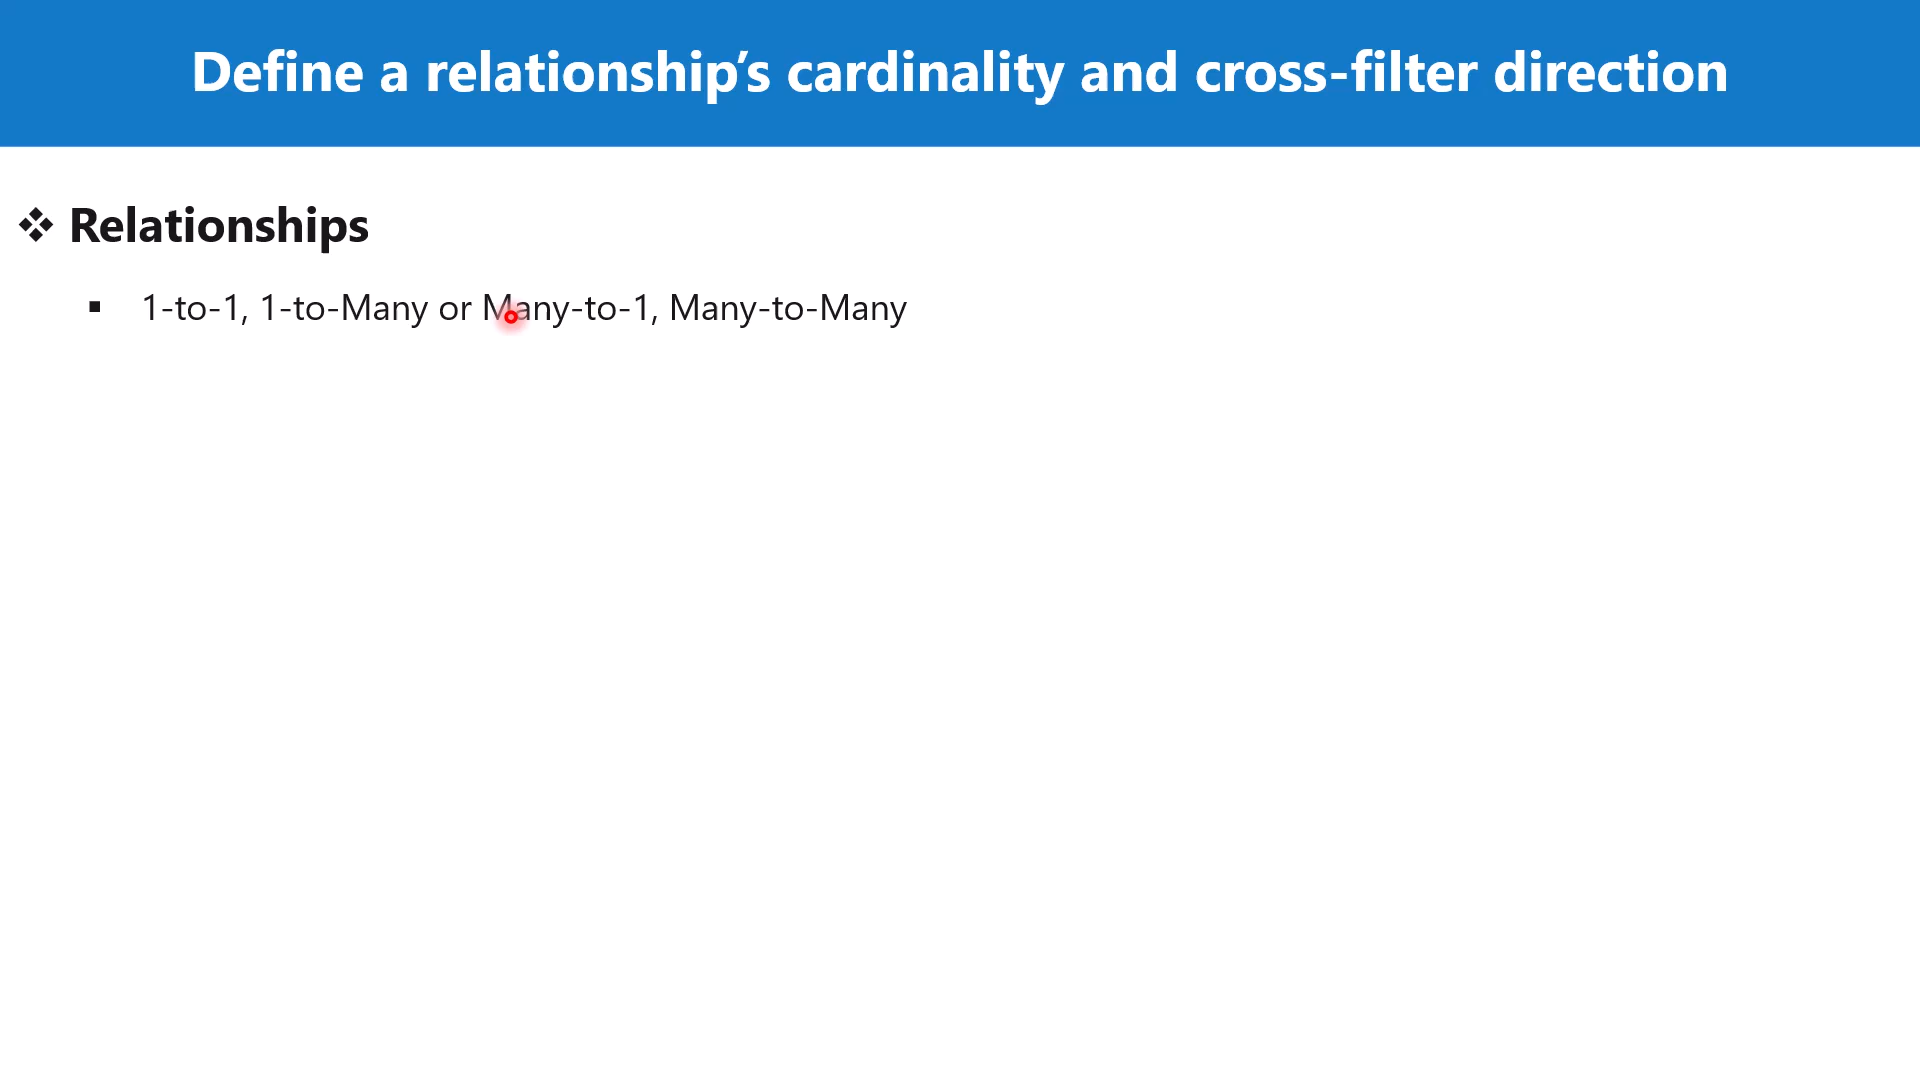 Define a relationship’s cardinality and cross-filter direction
❖ Relationships
▪ 1-to-1, 1-to-Many or Many-to-1, Many-to-Many